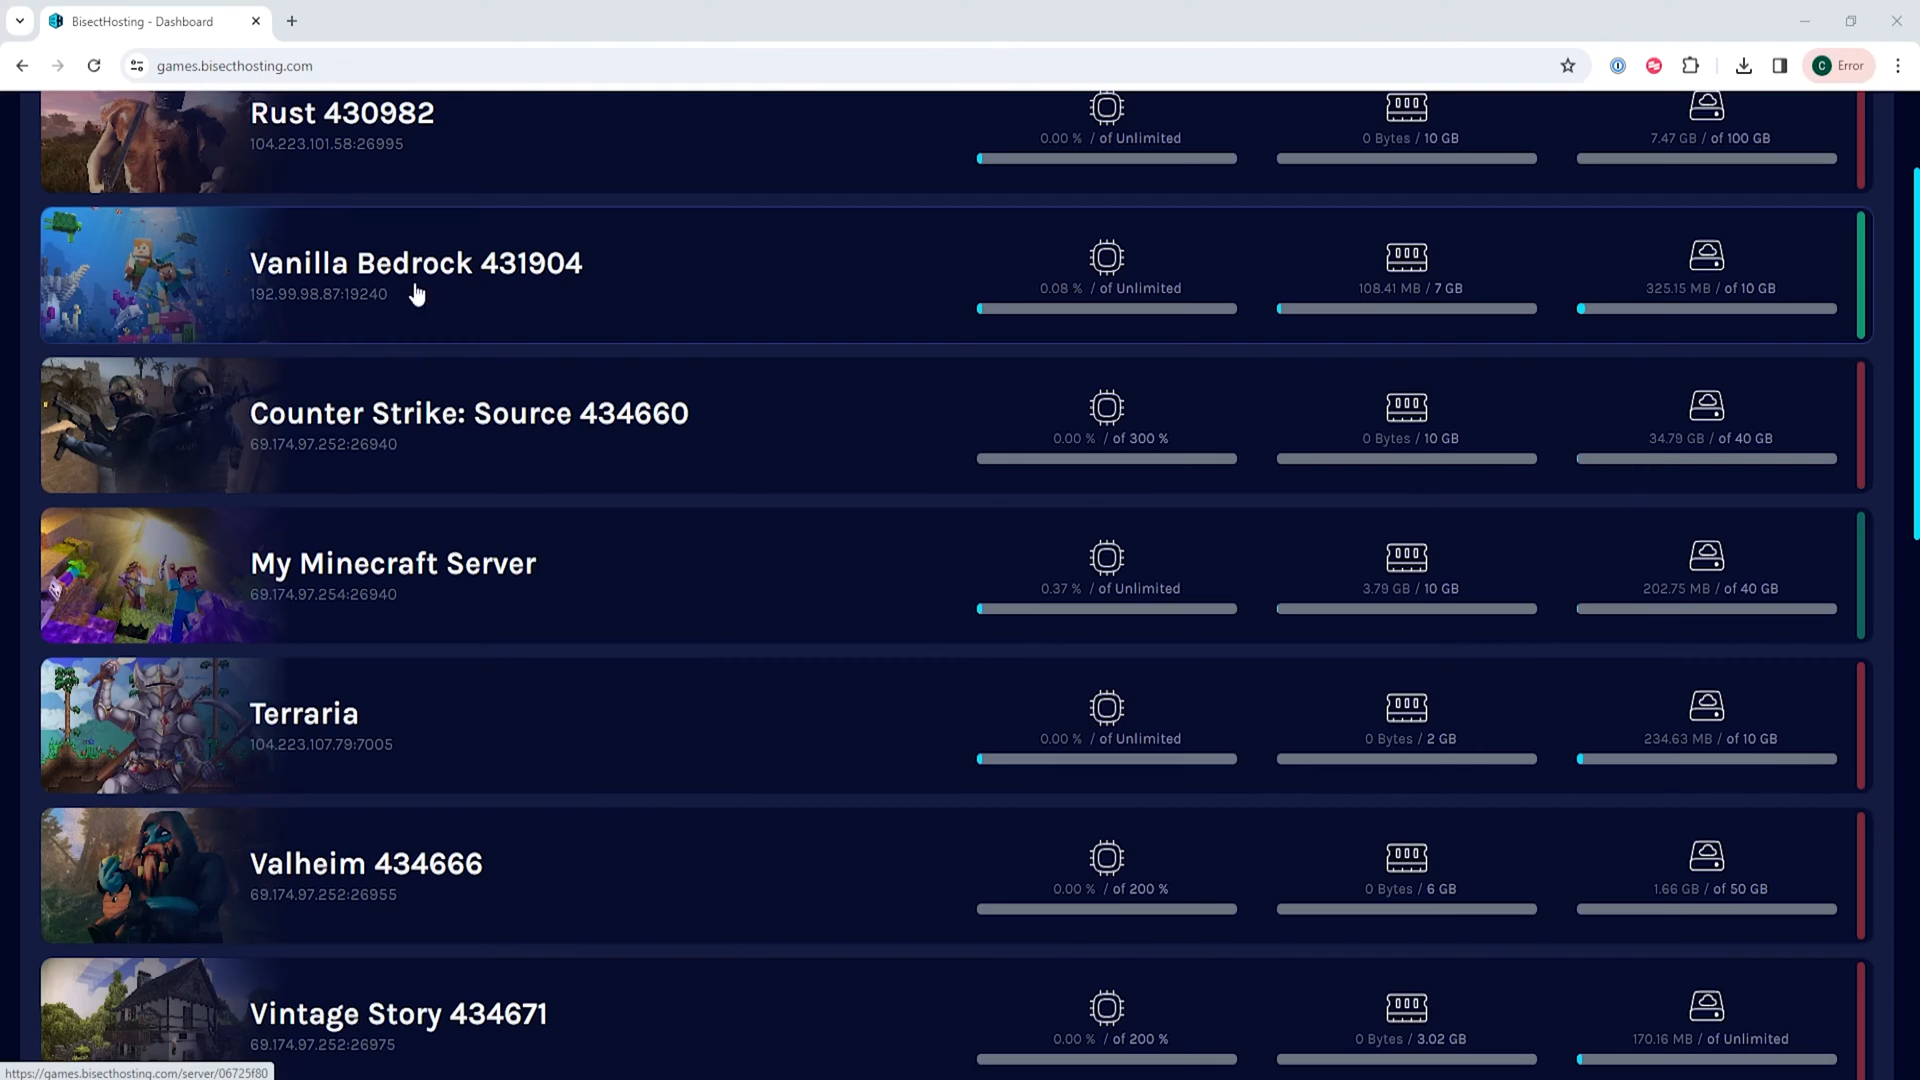 BisectHosting - Dashboard
games.bisecthosting.com
C Error
Rust 430982
104.223.101.58:26995
0.00 % / of Unlimited
0 Bytes / 10 GB
7.47 GB / of 100 GB
Vanilla Bedrock 431904
192.99.98.87:19240
0.08 % / of Unlimited
108.41 MB / 7 GB
325.15 MB / of 10 GB
Counter Strike: Source 434660
69.174.97.252:26940
0.00 % / of 300 %
0 Bytes / 10 GB
34.79 GB / of 40 GB
My Minecraft Server
69.174.97.254:26940
0.37 % / of Unlimited
3.79 GB / 10 GB
202.75 MB / of 40 GB
Terraria
104.223.107.79:7005
0.00 % / of Unlimited
0 Bytes / 2 GB
234.63 MB / of 10 GB
Valheim 434666
69.174.97.252:26955
0.00 % / of 200 %
0 Bytes / 6 GB
1.66 GB / of 50 GB
Vintage Story 434671
69.174.97.252:26975
0.00 % / of 200 %
0 Bytes / 3.02 GB
170.16 MB / of Unlimited
https://games.bisecthosting.com/server/06725f80